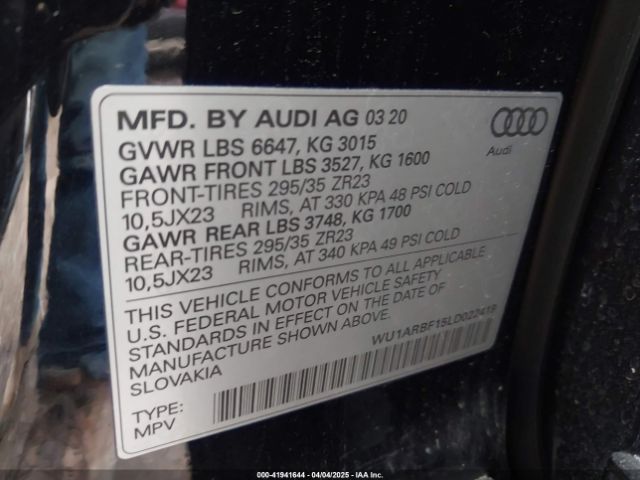 MFD. BY AUDI AG 03 20
GVWR LBS 6647, KG 3015
GAWR FRONT LBS 3527, KG 1600
FRONT-TIRES 295/35 ZR23
10,5JX23 RIMS, AT 330 KPA 48 PSI COLD
GAWR REAR LBS 3748, KG 1700
REAR-TIRES 295/35 ZR23
10,5JX23 RIMS, AT 340 KPA 49 PSI COLD
Audi
THIS VEHICLE CONFORMS TO ALL APPLICABLE
U.S. FEDERAL MOTOR VEHICLE SAFETY
STANDARDS IN EFFECT ON THE DATE OF
MANUFACTURE SHOWN ABOVE.
SLOVAKIA
WU1ARBF15LD022419
TYPE:
MPV
000-41941644 - 04/04/2025 - IAA Inc.